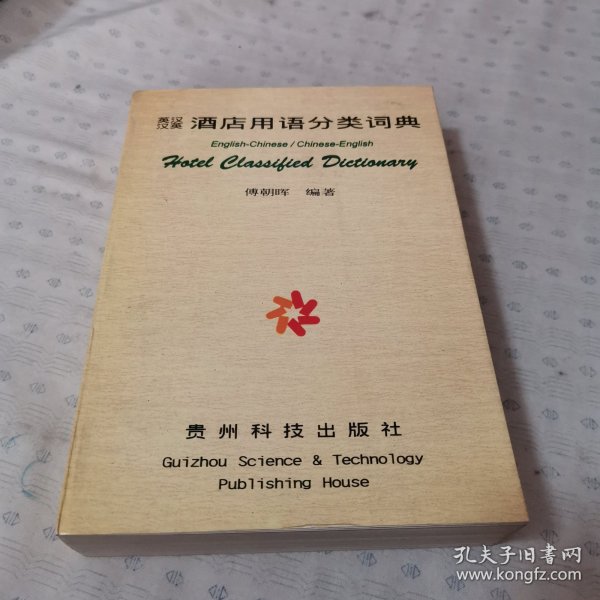 英汉
汉英 酒店用语分类词典
English-Chinese / Chinese-English
Hotel Classified Dictionary
傅朝晖 编著
贵州科技出版社
Guizhou Science & Technology
Publishing House
孔夫子旧书网
www.kongfz.com